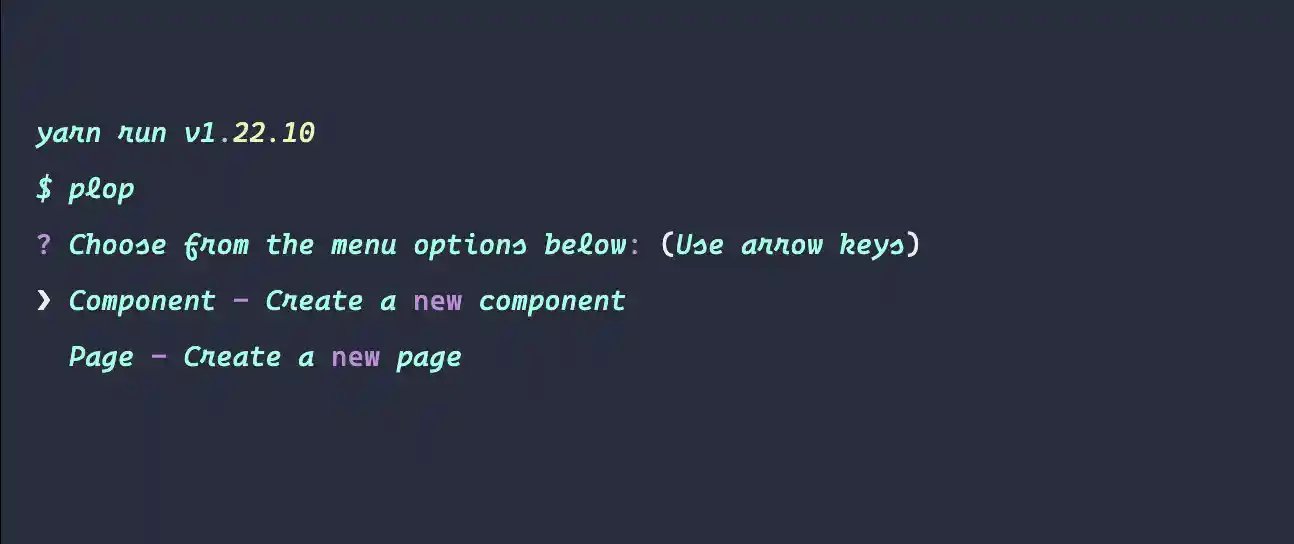 yarn run v1.22.10
$ plop
? Choose from the menu options below: (Use arrow keys)
❯ Component - Create a new component
Page - Create a new page